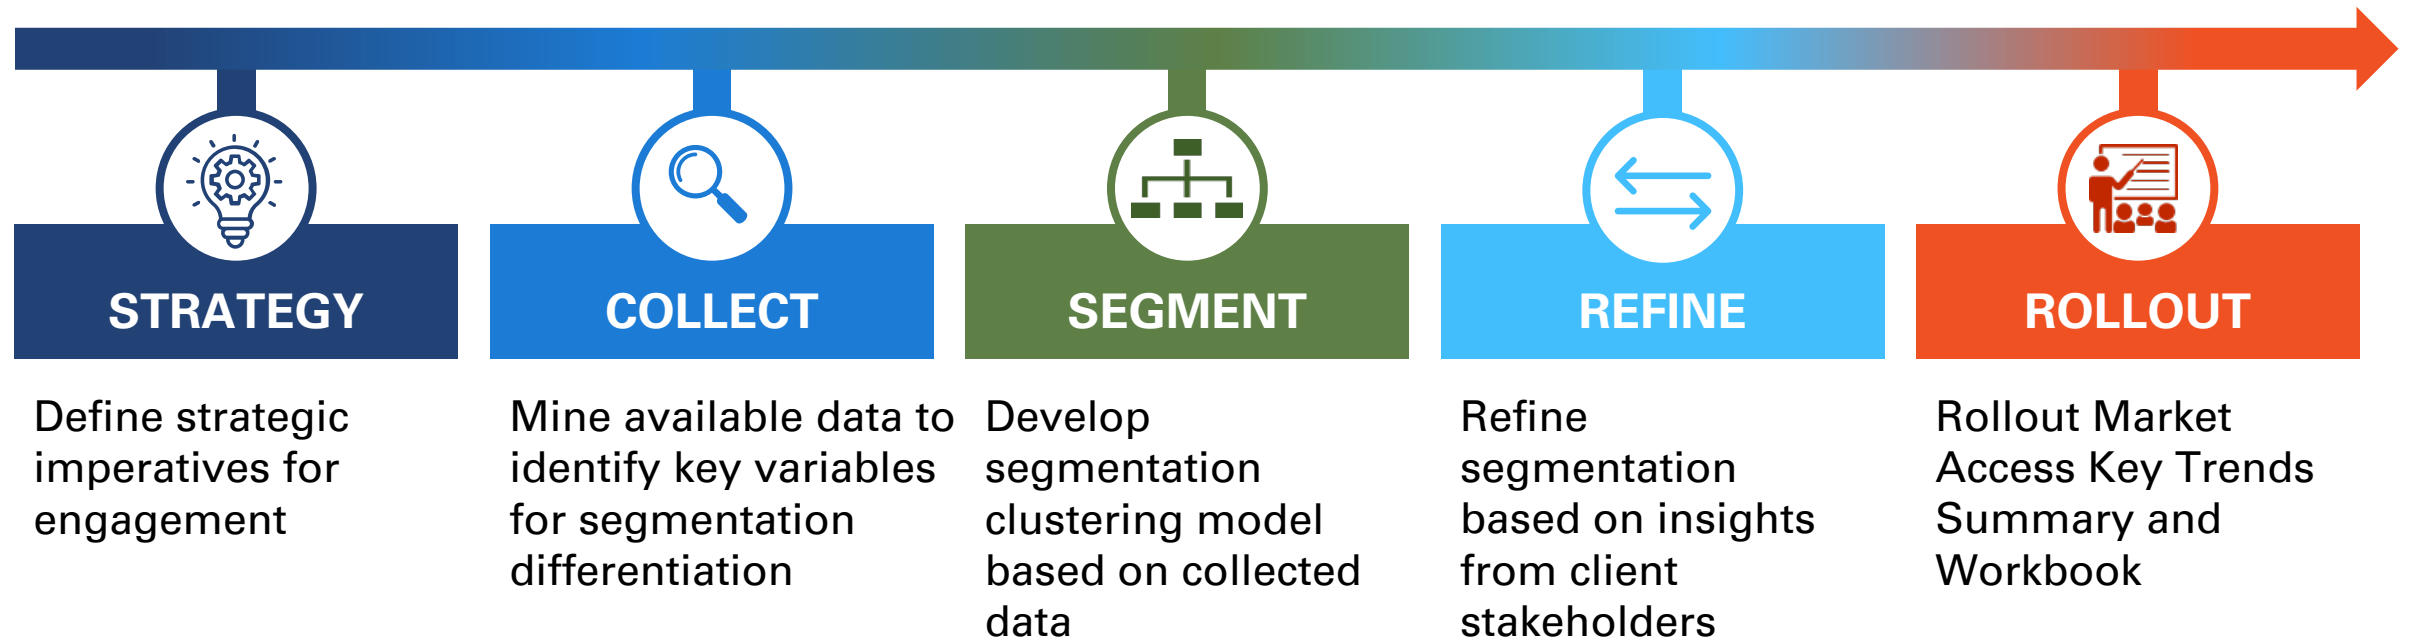 STRATEGY
Define strategic
imperatives for
engagement
COLLECT
Mine available data to
identify key variables
for segmentation
differentiation
SEGMENT
Develop
segmentation
clustering model
based on collected
data
REFINE
Refine
segmentation
based on insights
from client
stakeholders
ROLLOUT
Rollout Market
Access Key Trends
Summary and
Workbook